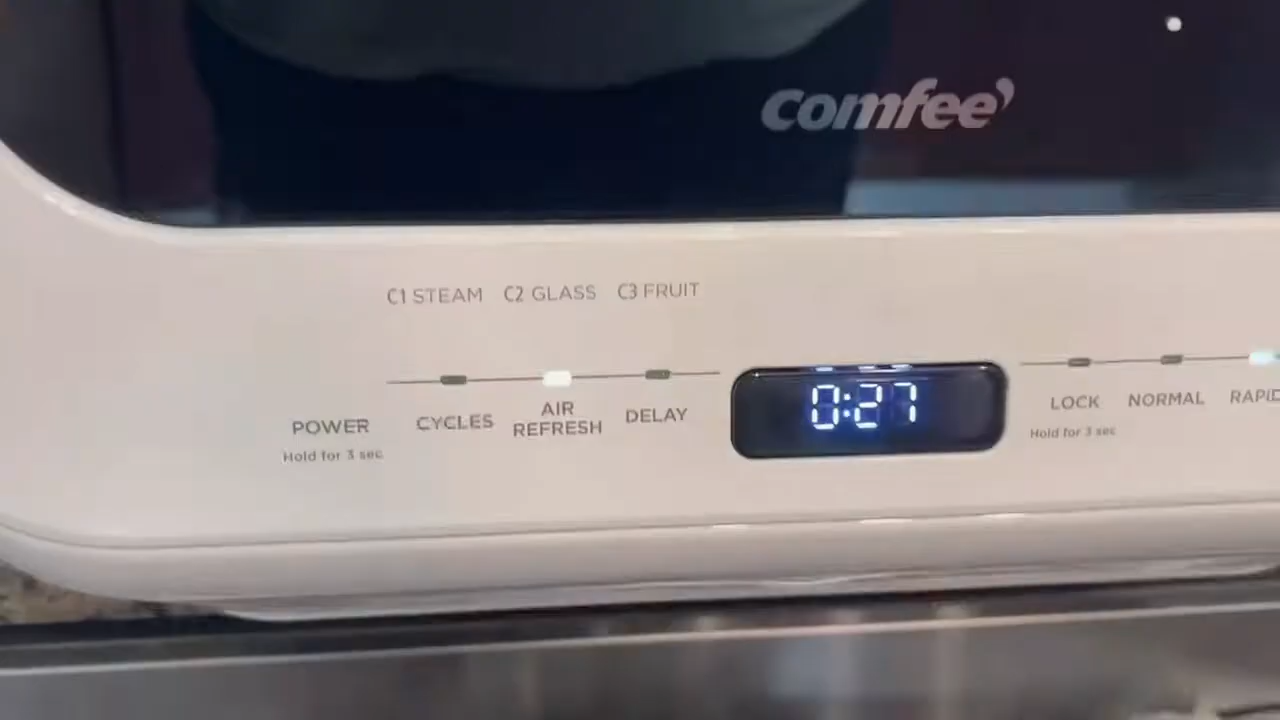 comfee'
C1 STEAM C2 GLASS C3 FRUIT
POWER
Hold for 3 sec
CYCLES
AIR
REFRESH
DELAY
0:27
LOCK
Hold for 3 sec
NORMAL
RAPID